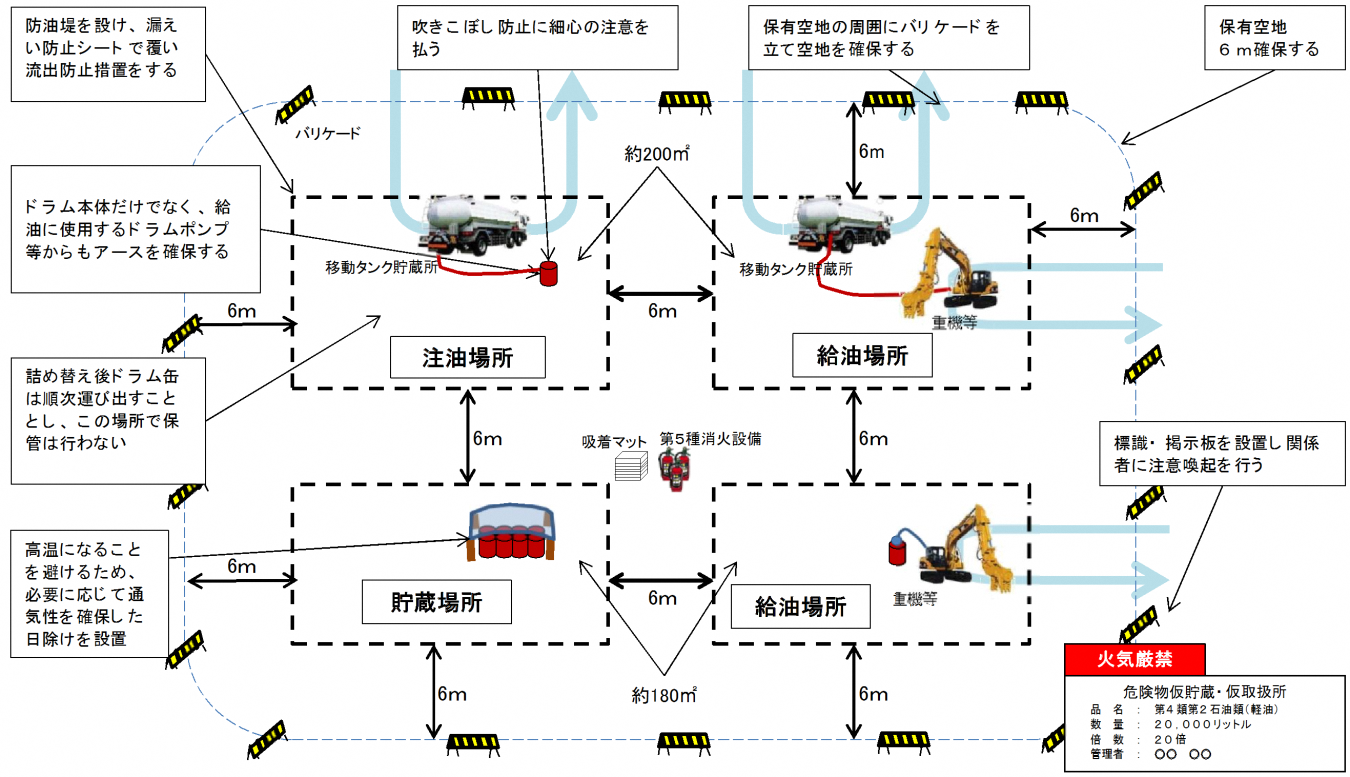 防油堤を設け、漏え
い防止シートで覆い
流出防止措置をする
吹きこぼし防止に細心の注意を
払う
保有空地の周囲にバリケードを
立て空地を確保する
保有空地
６ｍ確保する
バリケード
約200㎡
6m
ドラム本体だけでなく、給
油に使用するドラムポンプ
等からもアースを確保する
移動タンク貯蔵所
移動タンク貯蔵所
6m
6m
6m
重機等
注油場所
給油場所
詰め替え後ドラム缶
は順次運び出すこと
とし、この場所で保
管は行わない
6m
吸着マット
第５種消火設備
6m
標識・掲示板を設置し関係
者に注意喚起を行う
高温になること
を避けるため、
必要に応じて通
気性を確保した
日除けを設置
6m
貯蔵場所
6m
給油場所
重機等
6m
約180㎡
6m
火気厳禁
危険物仮貯蔵・仮取扱所
品　名　：　第４類第２石油類（軽油）
数　量　：　２０，０００リットル
倍　数　：　２０倍
管理者　：　○○　○○